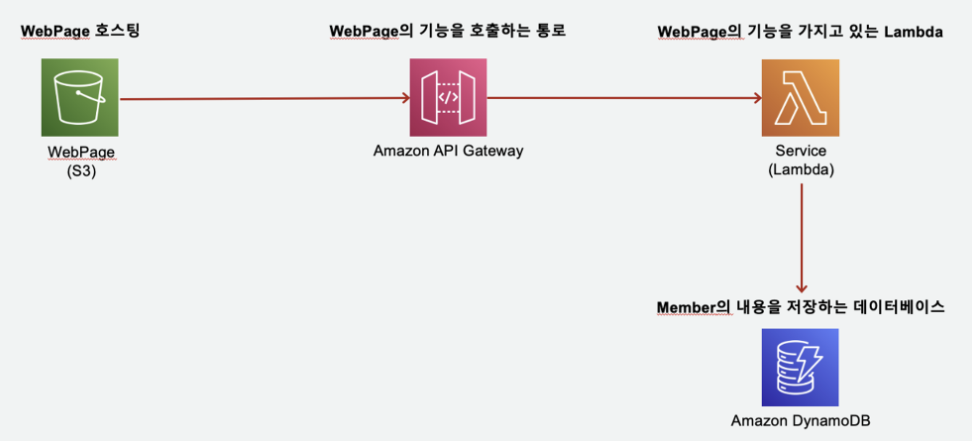 WebPage 호스팅
WebPage의 기능을 호출하는 통로
WebPage의 기능을 가지고 있는 Lambda
</>
WebPage
(S3)
Amazon API Gateway
Service
(Lambda)
Member의 내용을 저장하는 데이터베이스
Amazon DynamoDB